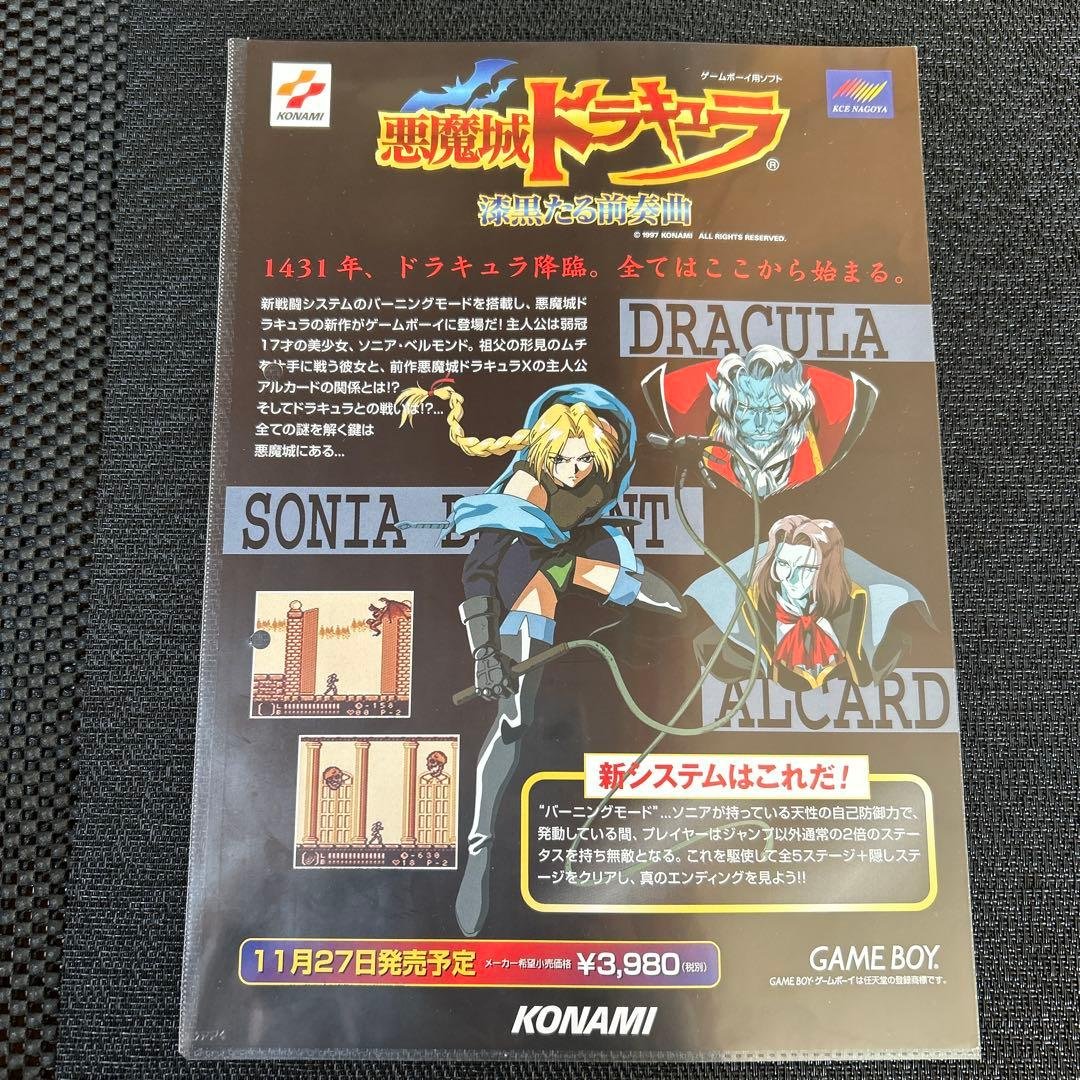 KONAMI
ゲームボーイ用ソフト
KCE NAGOYA
悪魔城ドラキュラ®
漆黒たる前奏曲
© 1997 KONAMI ALL RIGHTS RESERVED.
1431年、ドラキュラ降臨。全てはここから始まる。
新戦闘システムのバーニングモードを搭載し、悪魔城ド
ラキュラの新作がゲームボーイに登場だ!主人公は弱冠
17才の美少女、ソニア・ベルモンド。祖父の形見のムチ
手に戦う彼女と、前作悪魔城ドラキュラXの主人公
アルカードの関係とは!?
そしてドラキュラとの戦いは!?...
全ての謎を解く鍵は
悪魔城にある...
DRACULA
SONIA B NT
ALCARD
-158
00 P-2
-630
18 P-2
新システムはこれだ!
“バーニングモード”...ソニアが持っている天性の自己防御力で、
発動している間、プレイヤーはジャンプ以外通常の2倍のステー
タスを持ち無敵となる。これを駆使して全5ステージ+隠しステ
ージをクリアし、真のエンディングを見よう!!
11月27日発売予定 メーカー希望小売価格 ¥3,980(税別)
GAME BOY.
GAME BOY・ゲームボーイは任天堂の登録商標です。
KONAMI